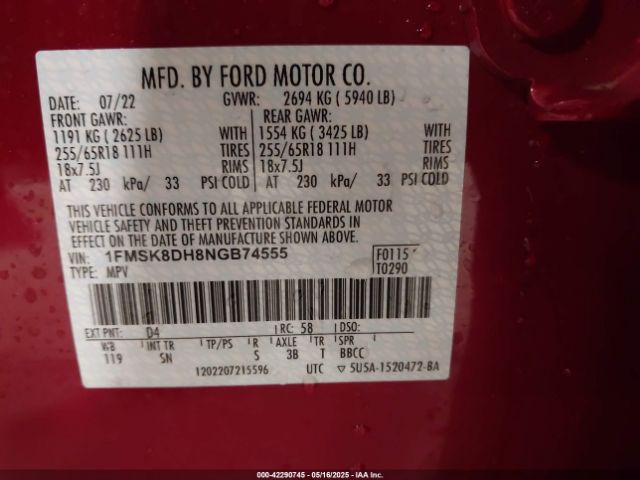 MFD. BY FORD MOTOR CO.
DATE: 07/22 GVWR: 2694 KG ( 5940 LB)
FRONT GAWR: REAR GAWR:
1191 KG ( 2625 LB) WITH 1554 KG ( 3425 LB) WITH
255/65R18 111H TIRES 255/65R18 111H TIRES
18x7.5J RIMS 18x7.5J RIMS
AT 230 kPa/ 33 PSI COLD AT 230 kPa/ 33 PSI COLD
THIS VEHICLE CONFORMS TO ALL APPLICABLE FEDERAL MOTOR
VEHICLE SAFETY AND THEFT PREVENTION STANDARDS IN
EFFECT ON THE DATE OF MANUFACTURE SHOWN ABOVE.
VIN: 1FMSK8DH8NGB74555 F0115
TYPE: MPV T0290
EXT PNT: D4 RC: 58 DSO:
WB INT TR TP/PS R AXLE TR SPR
119 SN S 3B T BBCC
1202207215596 UTC ▽ 5U5A-1520472-BA
000-42290745 - 05/16/2025 - IAA Inc.